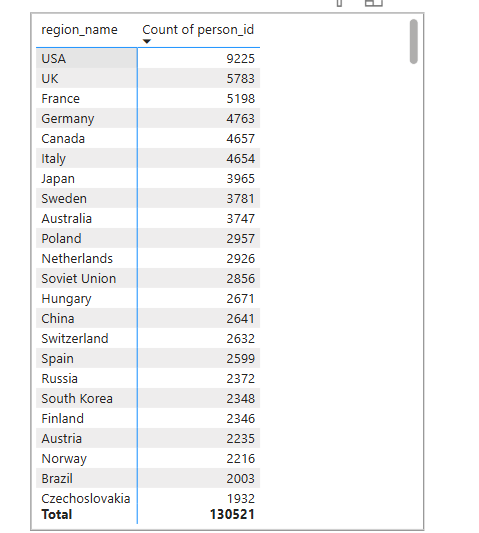 region_name Count of person_id
USA 9225
UK 5783
France 5198
Germany 4763
Canada 4657
Italy 4654
Japan 3965
Sweden 3781
Australia 3747
Poland 2957
Netherlands 2926
Soviet Union 2856
Hungary 2671
China 2641
Switzerland 2632
Spain 2599
Russia 2372
South Korea 2348
Finland 2346
Austria 2235
Norway 2216
Brazil 2003
Czechoslovakia 1932
Total 130521